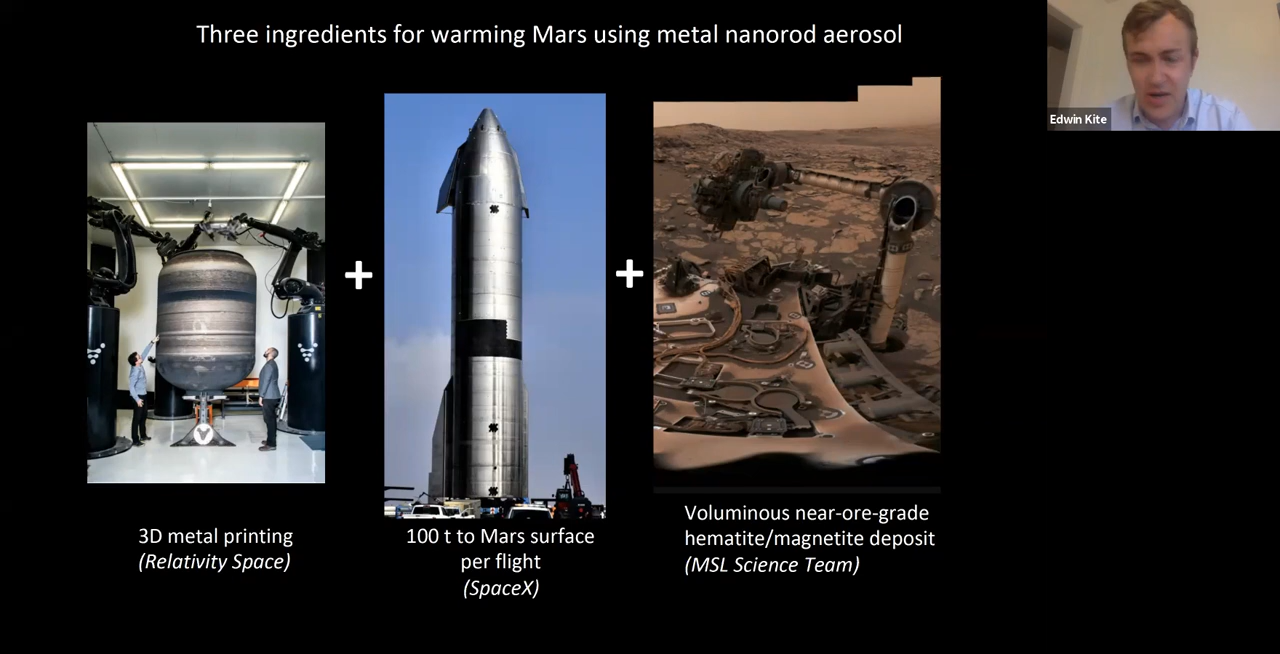 Three ingredients for warming Mars using metal nanorod aerosol
Edwin Kite
+
+
3D metal printing
(Relativity Space)
100 t to Mars surface
per flight
(SpaceX)
Voluminous near-ore-grade
hematite/magnetite deposit
(MSL Science Team)